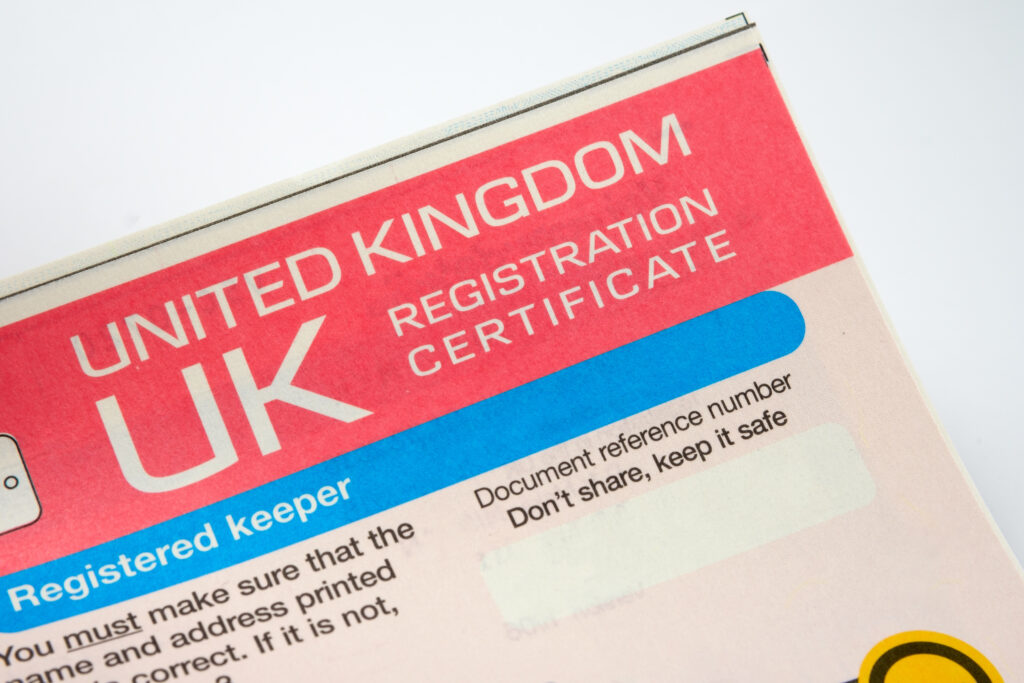 UNITED KINGDOM
UK
REGISTRATION
CERTIFICATE
Registered keeper
Document reference number
Don't share, keep it safe
You must make sure that the
name and address printed
correct. If it is not,